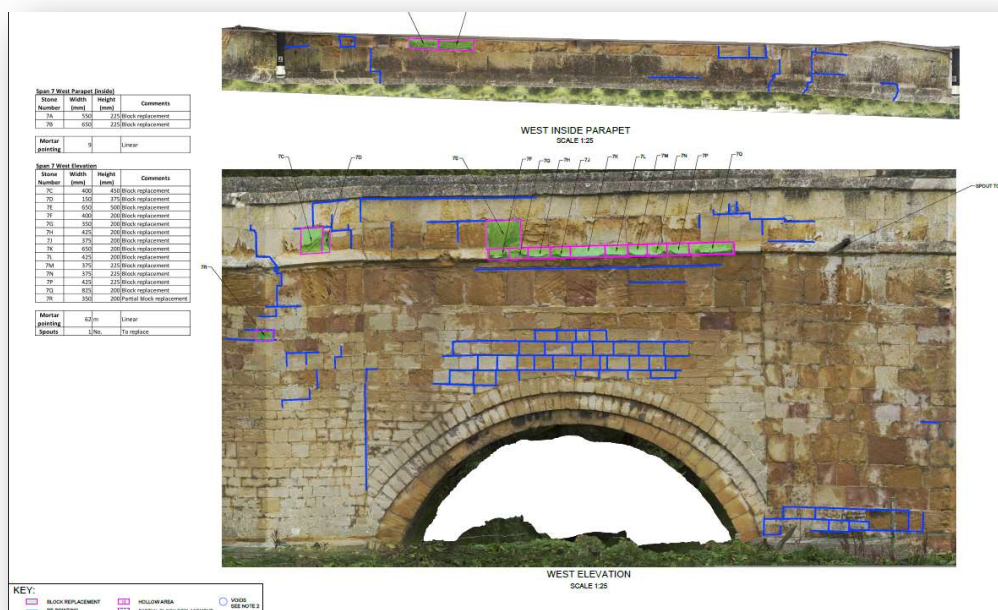 WEST INSIDE PARAPET
SCALE 1:25
Span 7 West Parapet (inside)
Stone Number Width (mm) Height (mm) Comments
7A 550 225 Block replacement
7B 650 225 Block replacement
Mortar pointing 9 Linear
Span 7 West Elevation
Stone Number Width (mm) Height (mm) Comments
7C 400 450 Block replacement
7D 150 375 Block replacement
7E 650 500 Block replacement
7F 400 200 Block replacement
7G 350 200 Block replacement
7H 425 200 Block replacement
7J 375 200 Block replacement
7K 650 200 Block replacement
7L 425 200 Block replacement
7M 375 225 Block replacement
7N 375 225 Block replacement
7P 425 225 Block replacement
7Q 825 200 Block replacement
7R 350 200 Partial block replacement
Mortar pointing 62 m Linear
Spouts 1 No. To replace
7C 7D 7E 7F 7G 7H 7J 7K 7L 7M 7N 7P 7Q
SPOUT TO
7R
WEST ELEVATION
SCALE 1:25
KEY:
BLOCK REPLACEMENT HOLLOW AREA VOIDS
SEE NOTE 2